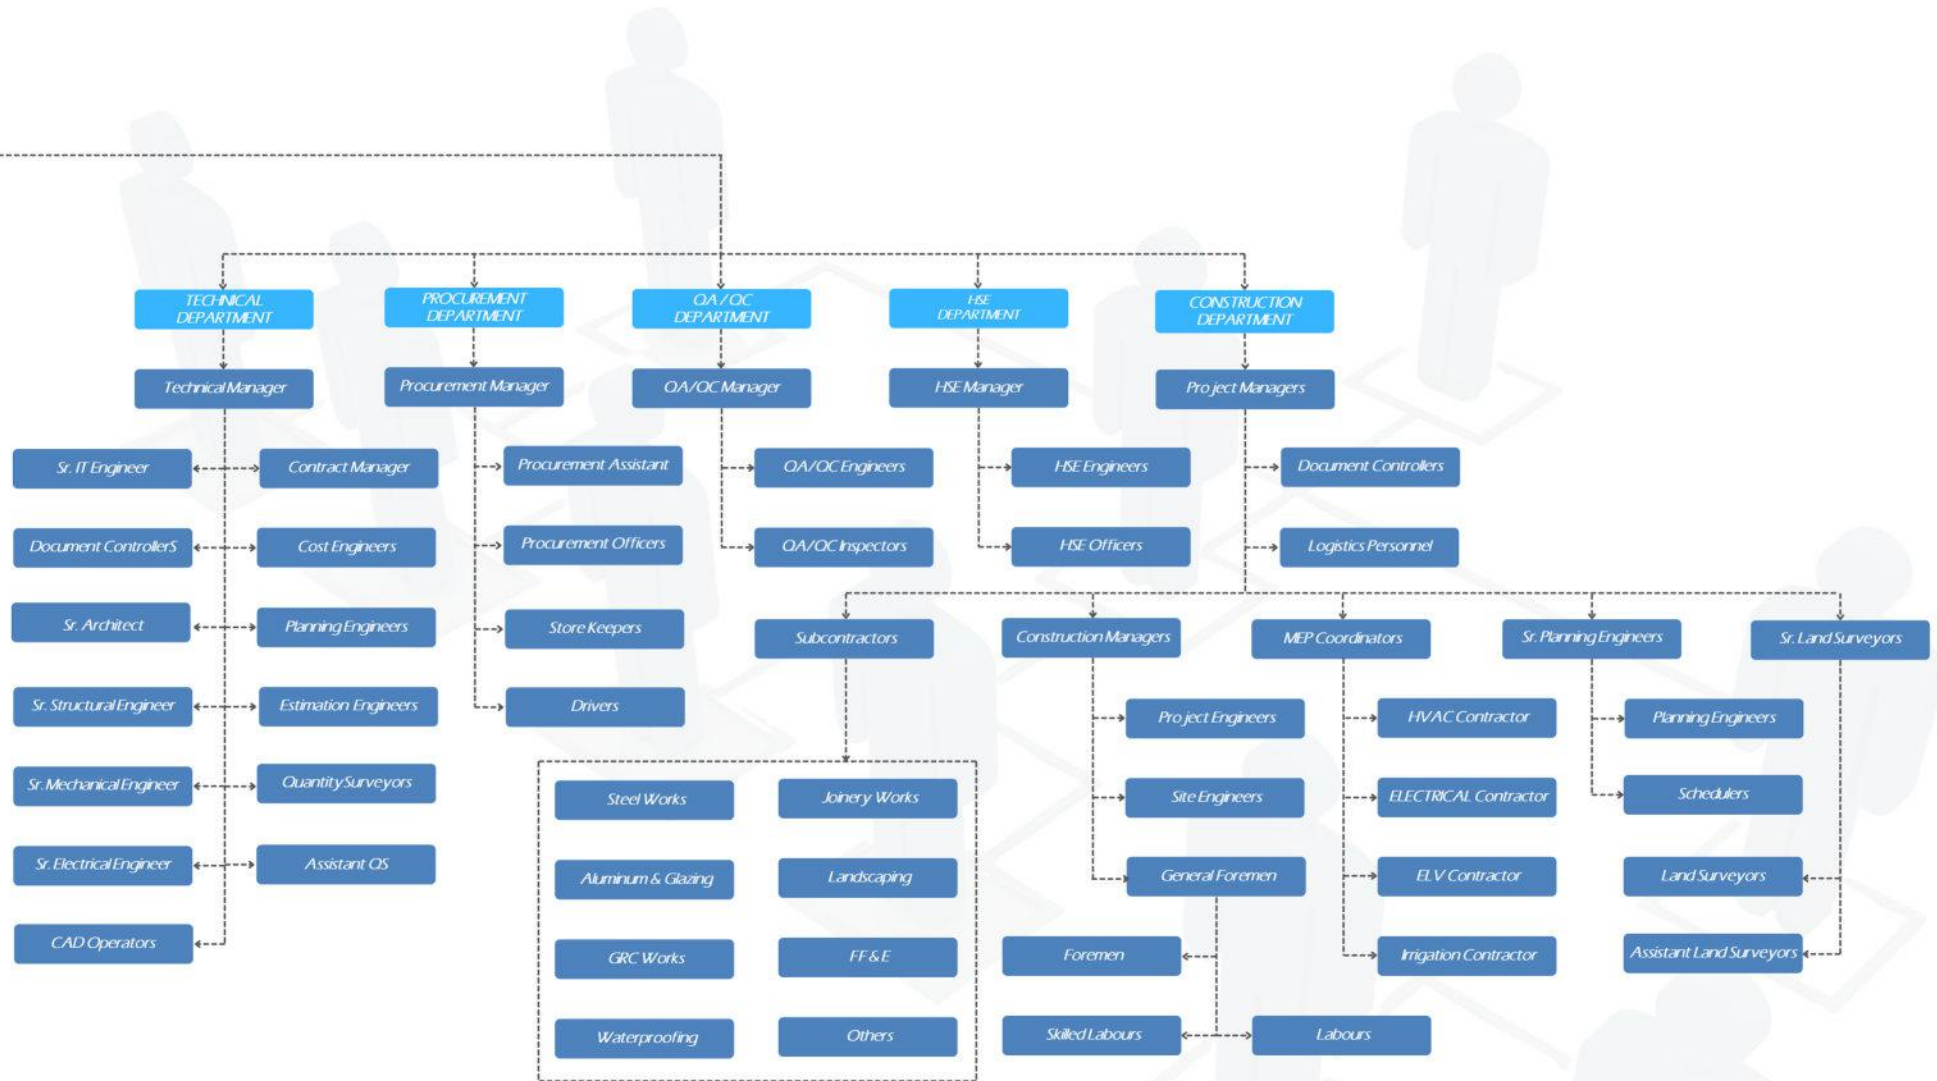 TECHNICAL
DEPARTMENT
PROCUREMENT
DEPARTMENT
QA / QC
DEPARTMENT
HSE
DEPARTMENT
CONSTRUCTION
DEPARTMENT
Technical Manager
Procurement Manager
QA/QC Manager
HSE Manager
Project Managers
Sr. IT Engineer
Contract Manager
Procurement Assistant
QA/QC Engineers
HSE Engineers
Document Controllers
Document ControllerS
Cost Engineers
Procurement Officers
QA/QC Inspectors
HSE Officers
Logistics Personnel
Sr. Architect
Planning Engineers
Store Keepers
Subcontractors
Construction Managers
MEP Coordinators
Sr. Planning Engineers
Sr. Land Surveyors
Sr. Structural Engineer
Estimation Engineers
Drivers
Project Engineers
HVAC Contractor
Planning Engineers
Sr. Mechanical Engineer
Quantity Surveyors
Steel Works
Joinery Works
Site Engineers
ELECTRICAL Contractor
Schedulers
Sr. Electrical Engineer
Assistant QS
Aluminum & Glazing
Landscaping
General Foremen
ELV Contractor
Land Surveyors
CAD Operators
GRC Works
FF & E
Foremen
Irrigation Contractor
Assistant Land Surveyors
Waterproofing
Others
Skilled Labours
Labours